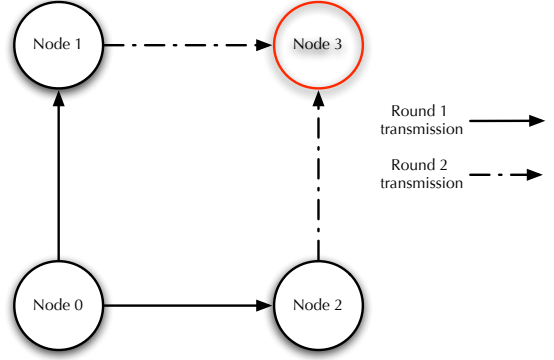 Node 1
Node 3
Round 1
transmission
Round 2
transmission
Node 0
Node 2